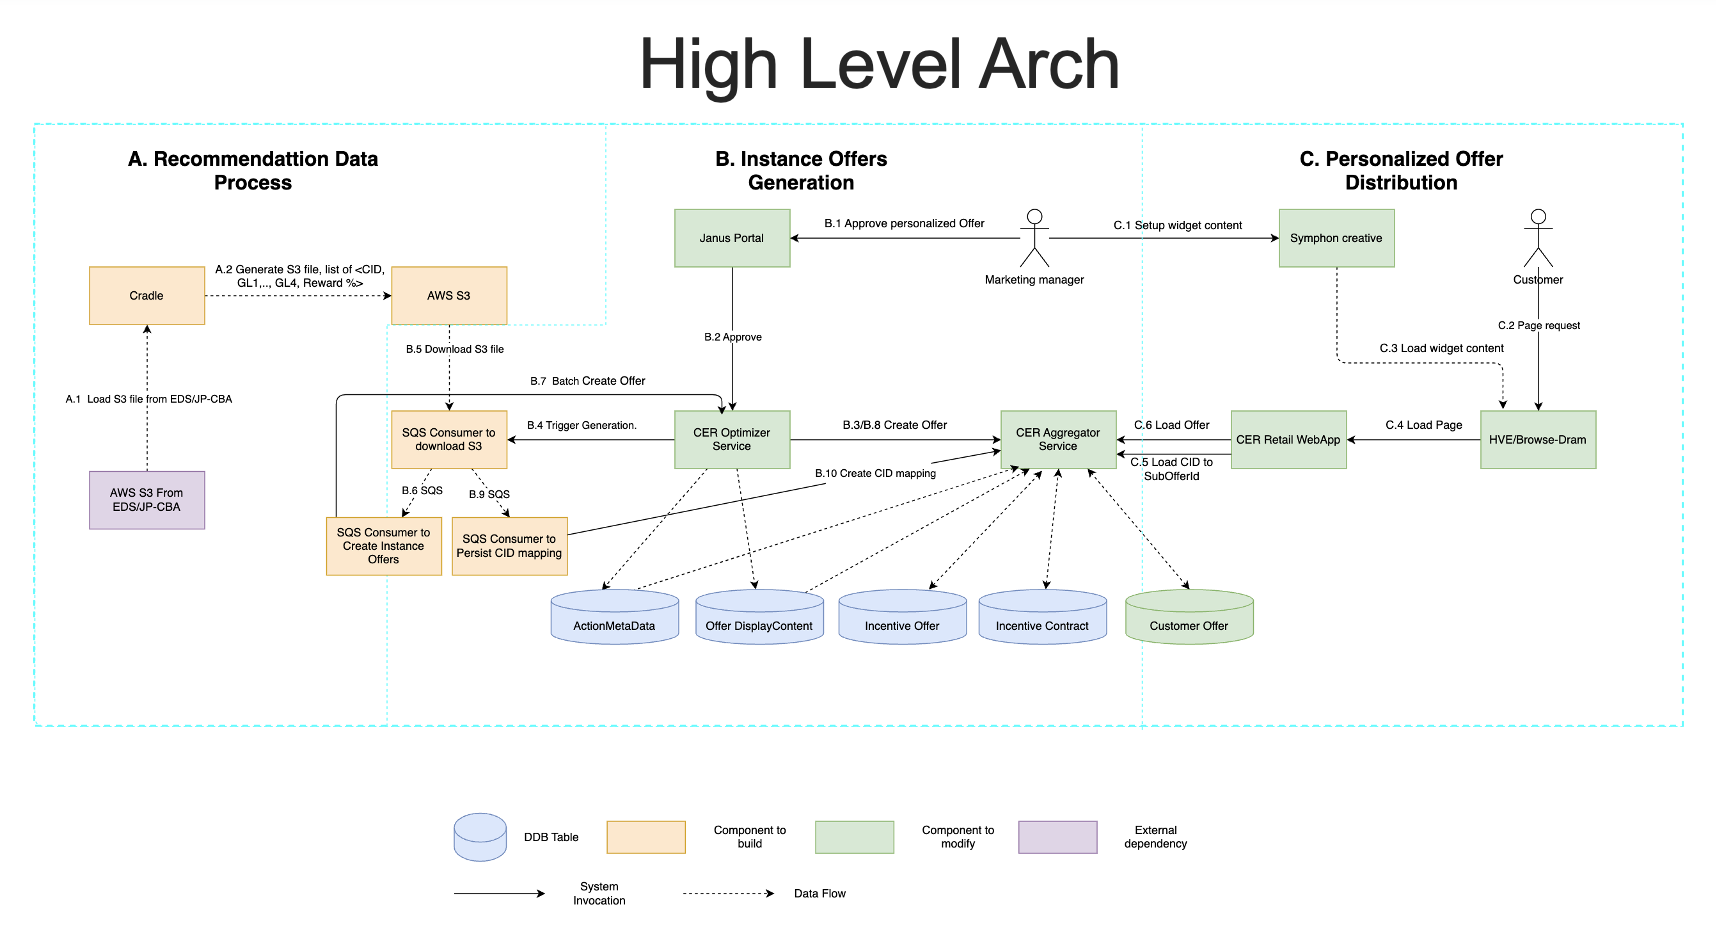 High Level Arch
A. Recommendattion Data
Process
B. Instance Offers
Generation
C. Personalized Offer
Distribution
Janus Portal
B.1 Approve personalized Offer
Marketing manager
C.1 Setup widget content
Symphon creative
Customer
Cradle
A.2 Generate S3 file, list of <CID,
GL1,.., GL4, Reward %>
AWS S3
B.2 Approve
C.2 Page request
C.3 Load widget content
B.5 Download S3 file
B.7 Batch Create Offer
A.1 Load S3 file from EDS/JP-CBA
SQS Consumer to
download S3
B.4 Trigger Generation.
CER Optimizer
Service
B.3/B.8 Create Offer
CER Aggregator
Service
C.6 Load Offer
C.5 Load CID to
SubOfferId
CER Retail WebApp
C.4 Load Page
HVE/Browse-Dram
B.10 Create CID mapping
AWS S3 From
EDS/JP-CBA
B.6 SQS
B.9 SQS
SQS Consumer to
Create Instance
Offers
SQS Consumer to
Persist CID mapping
ActionMetaData
Offer DisplayContent
Incentive Offer
Incentive Contract
Customer Offer
DDB Table
Component to
build
Component to
modify
External
dependency
System
Invocation
Data Flow